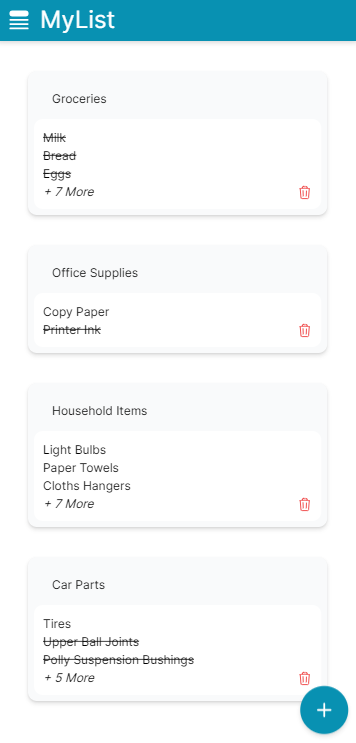 MyList
Groceries
Milk
Bread
Eggs
+ 7 More
Office Supplies
Copy Paper
Printer Ink
Household Items
Light Bulbs
Paper Towels
Cloths Hangers
+ 7 More
Car Parts
Tires
Upper Ball Joints
Polly Suspension Bushings
+ 5 More